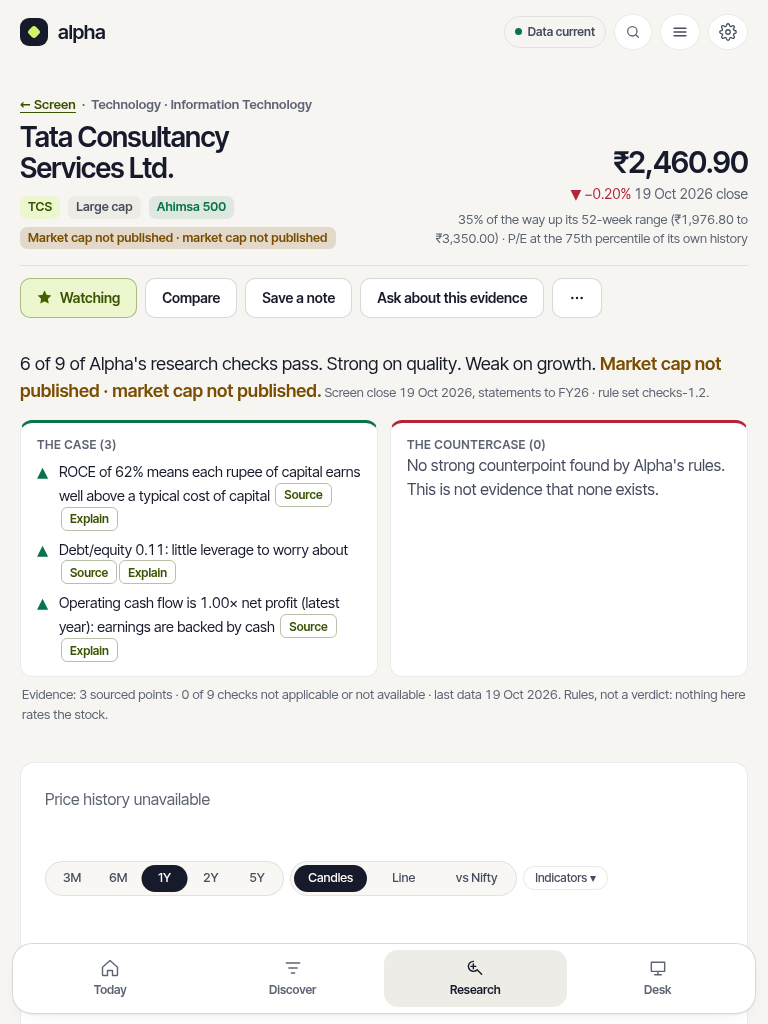 alpha
Data current
← Screen · Technology · Information Technology
Tata Consultancy
Services Ltd.
TCS Large cap Ahimsa 500
Market cap not published · market cap not published
₹2,460.90
▼ −0.20% 19 Oct 2026 close
35% of the way up its 52-week range (₹1,976.80 to
₹3,350.00) · P/E at the 75th percentile of its own history
★ Watching Compare Save a note Ask about this evidence ···
6 of 9 of Alpha's research checks pass. Strong on quality. Weak on growth. Market cap not
published · market cap not published. Screen close 19 Oct 2026, statements to FY26 · rule set checks-1.2.
THE CASE (3)
▲ ROCE of 62% means each rupee of capital earns
well above a typical cost of capital Source
Explain
▲ Debt/equity 0.11: little leverage to worry about
Source Explain
▲ Operating cash flow is 1.00× net profit (latest
year): earnings are backed by cash Source
Explain
THE COUNTERCASE (0)
No strong counterpoint found by Alpha's rules.
This is not evidence that none exists.
Evidence: 3 sourced points · 0 of 9 checks not applicable or not available · last data 19 Oct 2026. Rules, not a verdict: nothing here
rates the stock.
Price history unavailable
3M 6M 1Y 2Y 5Y Candles Line vs Nifty Indicators ▾
Today Discover Research Desk